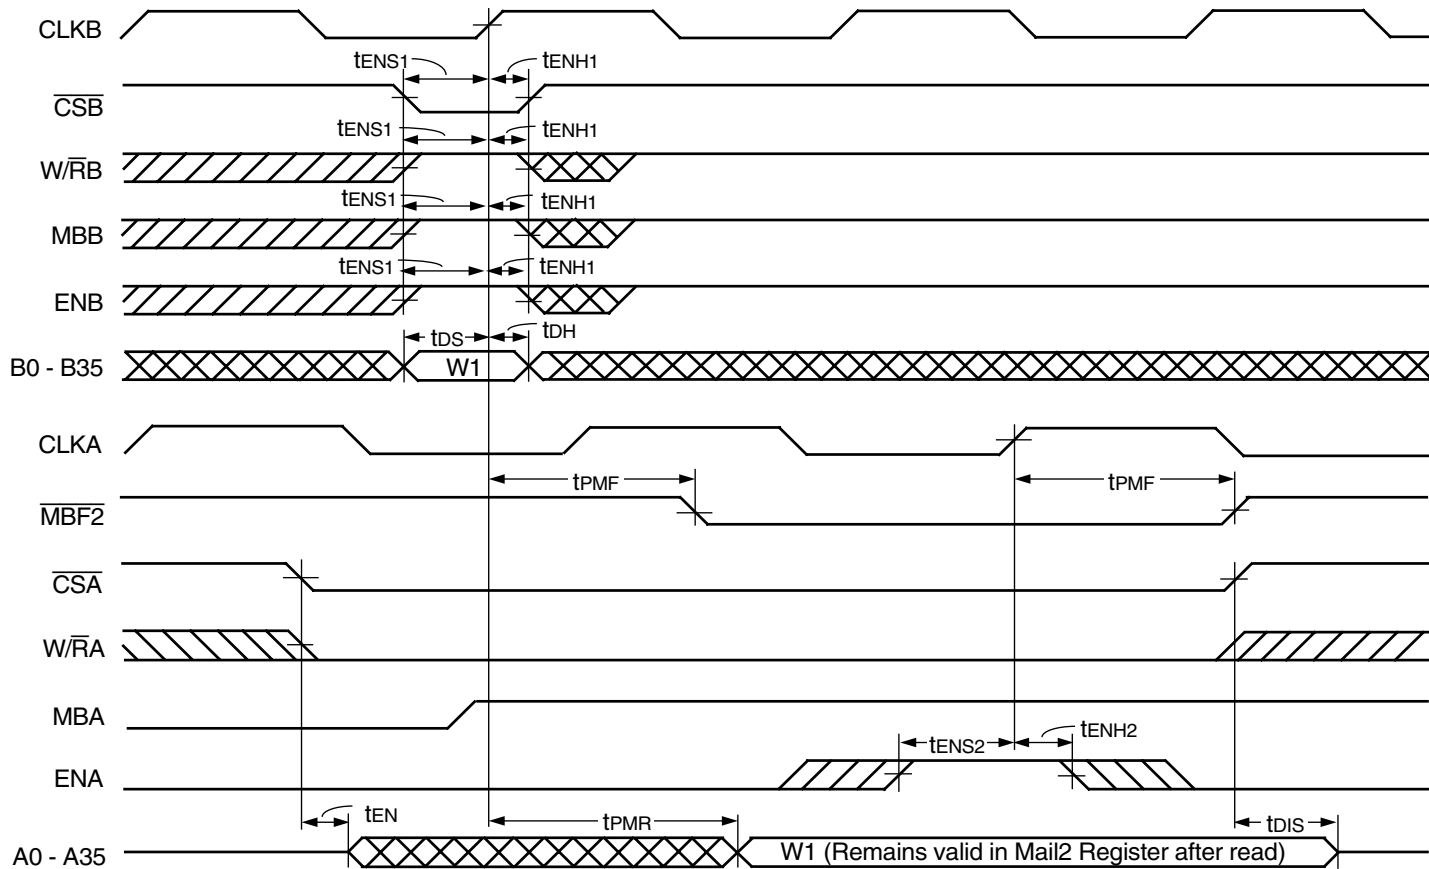 CLKB
tENS1 tENH1
CSB
tENS1 tENH1
W/RB
tENS1 tENH1
MBB
tENS1 tENH1
ENB
tDS tDH
B0 - B35 W1
CLKA
tPMF tPMF
MBF2
CSA
W/RA
MBA
tENS2 tENH2
ENA
tEN tPMR tDIS
A0 - A35 W1 (Remains valid in Mail2 Register after read)